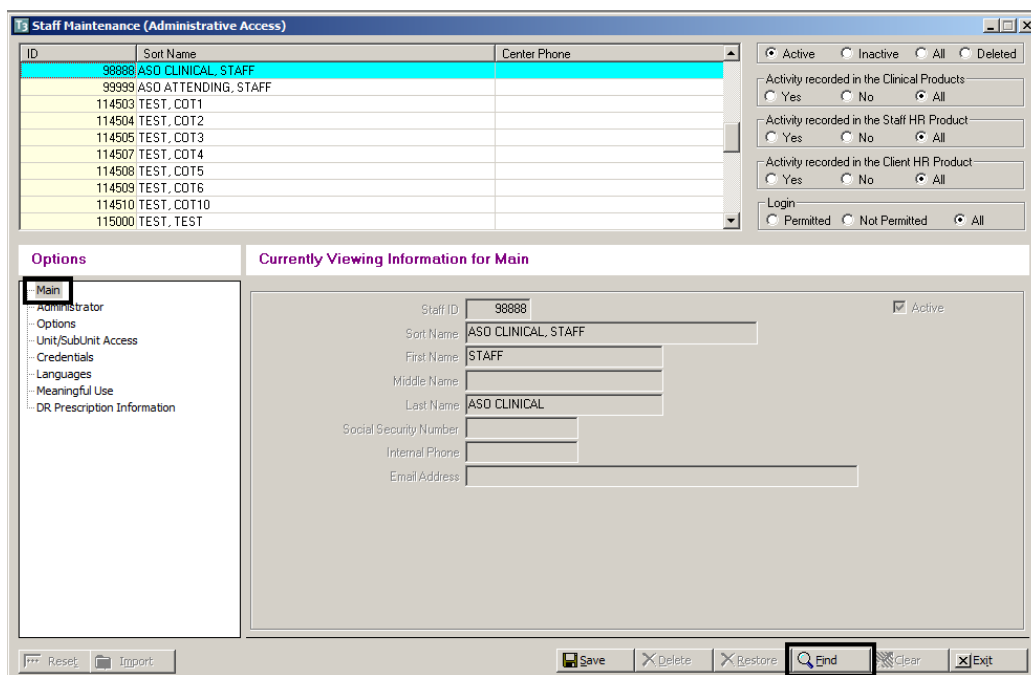 T3 Staff Maintenance (Administrative Access)
ID Sort Name Center Phone
98888 ASO CLINICAL, STAFF
99999 ASO ATTENDING, STAFF
114503 TEST, COT1
114504 TEST, COT2
114505 TEST, COT3
114507 TEST, COT4
114508 TEST, COT5
114509 TEST, COT6
114510 TEST, COT10
115000 TEST, TEST
Active Inactive All Deleted
Activity recorded in the Clinical Products
Yes No All
Activity recorded in the Staff HR Product
Yes No All
Activity recorded in the Client HR Product
Yes No All
Login
Permitted Not Permitted All
Options
Main
Administrator
Options
Unit/SubUnit Access
Credentials
Languages
Meaningful Use
DR Prescription Information
Currently Viewing Information for Main
Staff ID 98888 Active
Sort Name ASO CLINICAL, STAFF
First Name STAFF
Middle Name
Last Name ASO CLINICAL
Social Security Number
Internal Phone
Email Address
Reset Import Save Delete Restore Find Clear Exit